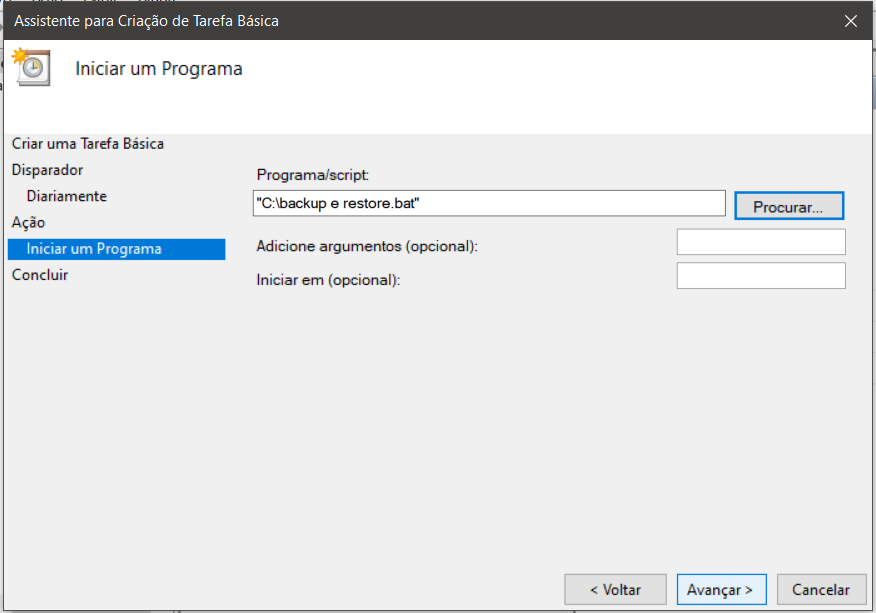 Assistente para Criação de Tarefa Básica
Iniciar um Programa
Criar uma Tarefa Básica
Disparador
Diariamente
Ação
Iniciar um Programa
Concluir
Programa/script:
"C:\backup e restore.bat"
Procurar...
Adicione argumentos (opcional):
Iniciar em (opcional):
< Voltar
Avançar >
Cancelar